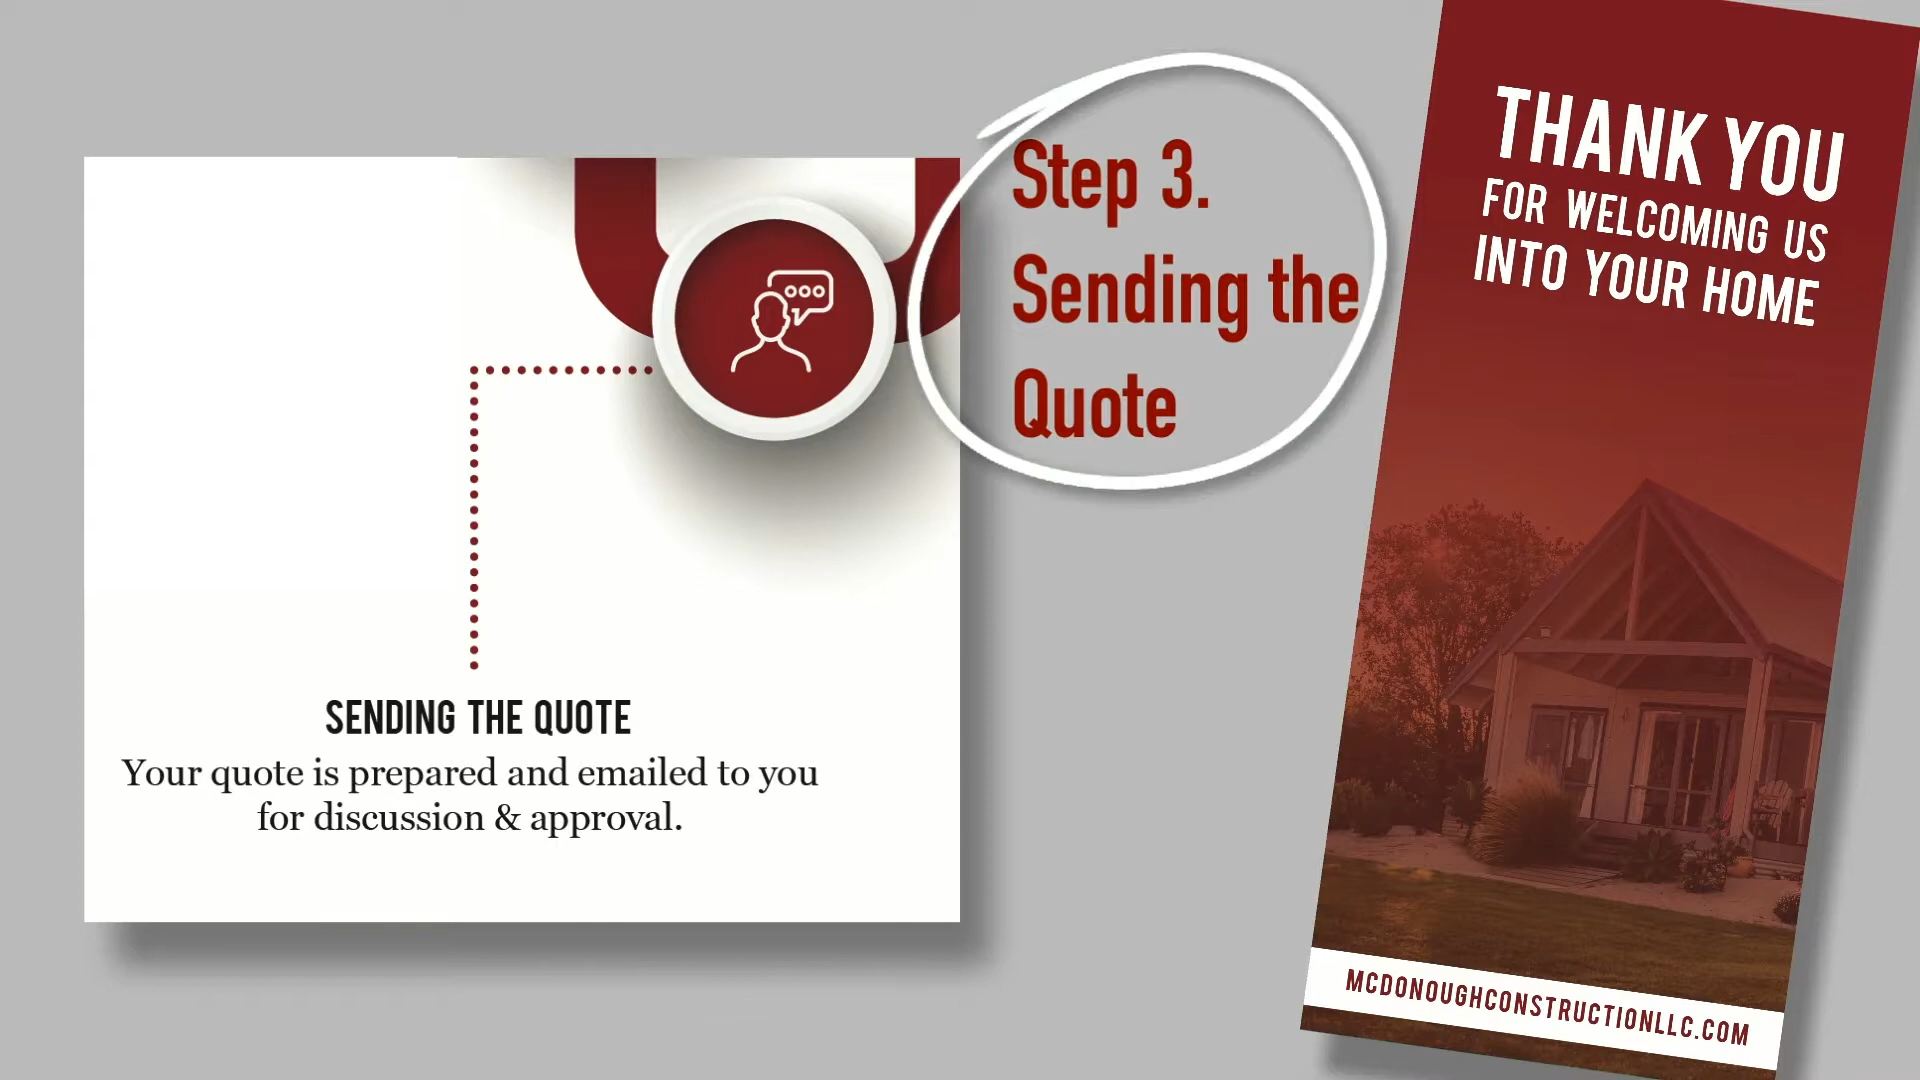 Step 3.
Sending the
Quote
SENDING THE QUOTE
Your quote is prepared and emailed to you
for discussion & approval.
THANK YOU
FOR WELCOMING US
INTO YOUR HOME
MCDONOUGHCONSTRUCTIONLLC.COM